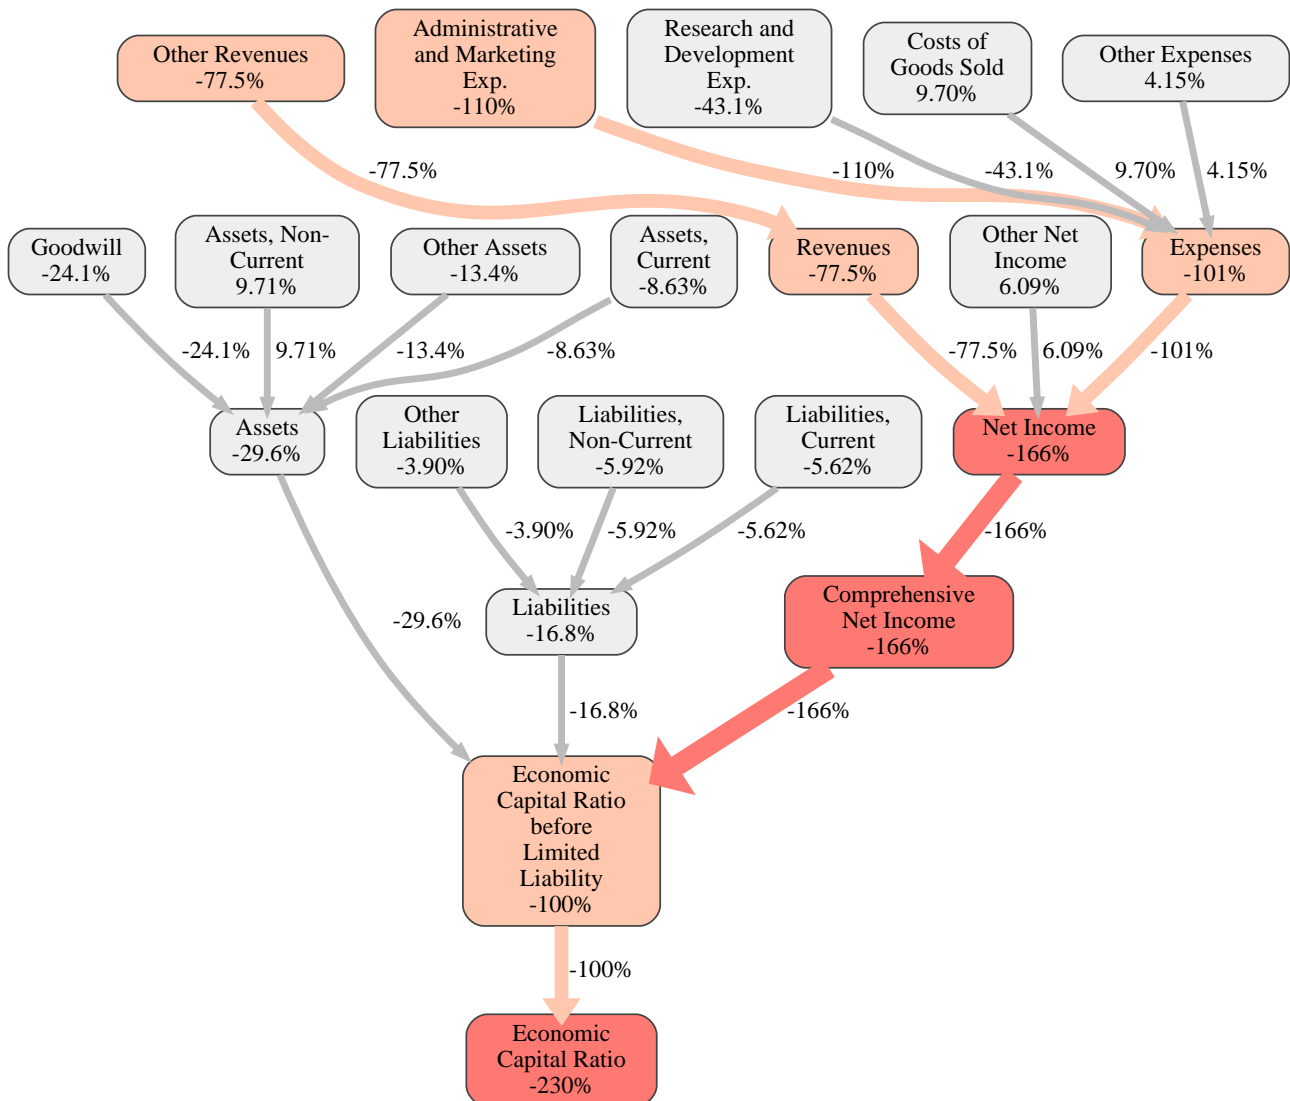 Other Revenues
-77.5%
Administrative
and Marketing
Exp.
-110%
Research and
Development
Exp.
-43.1%
Costs of
Goods Sold
9.70%
Other Expenses
4.15%
-77.5%
-110%
-43.1%
9.70%
4.15%
Goodwill
-24.1%
Assets, Non-
Current
9.71%
Other Assets
-13.4%
Assets,
Current
-8.63%
Revenues
-77.5%
Other Net
Income
6.09%
Expenses
-101%
-24.1%
9.71%
-13.4%
-8.63%
-77.5%
6.09%
-101%
Assets
-29.6%
Other
Liabilities
-3.90%
Liabilities,
Non-Current
-5.92%
Liabilities,
Current
-5.62%
Net Income
-166%
-3.90%
-5.92%
-5.62%
-166%
-29.6%
Liabilities
-16.8%
Comprehensive
Net Income
-166%
-16.8%
-166%
Economic
Capital Ratio
before
Limited
Liability
-100%
-100%
Economic
Capital Ratio
-230%